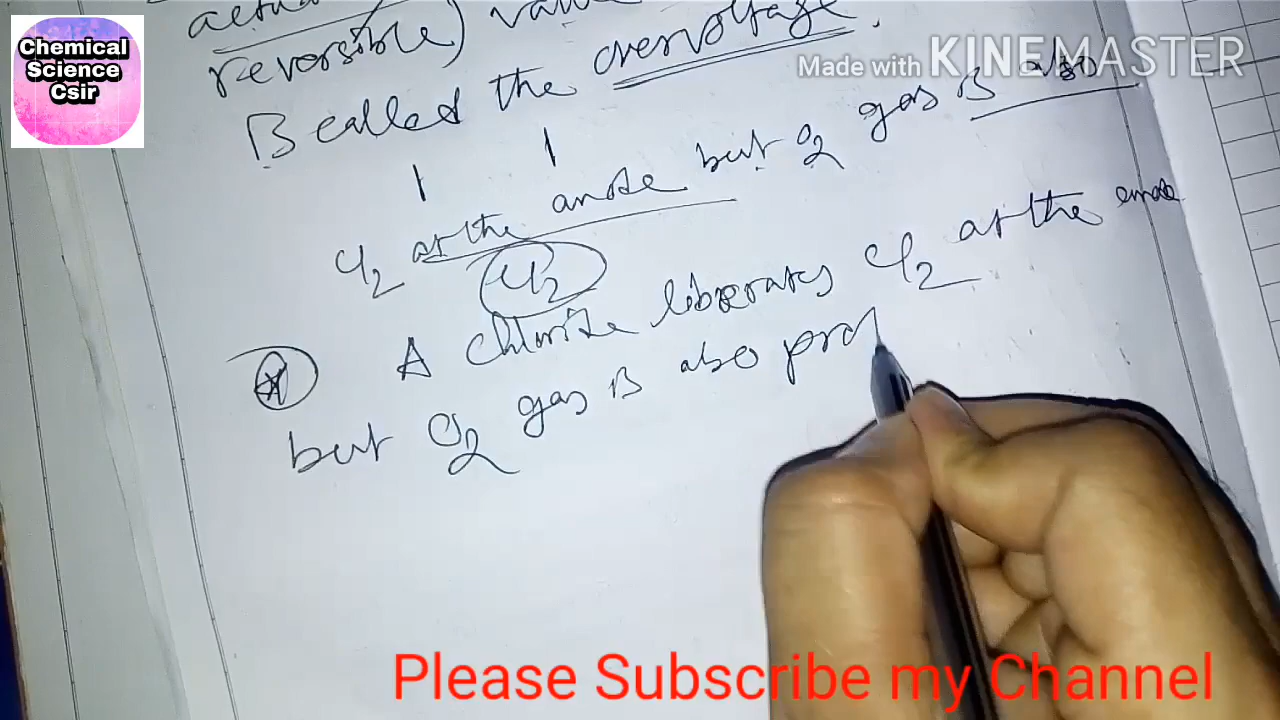 Chemical
Science
Csir
Made with KINEMASTER
reversible)
is called the overvoltage.
Cl2 at the anode but O2 gas is also
Cl2
A chloride liberates Cl2 at the anode
but O2 gas is also pro
Please Subscribe my Channel